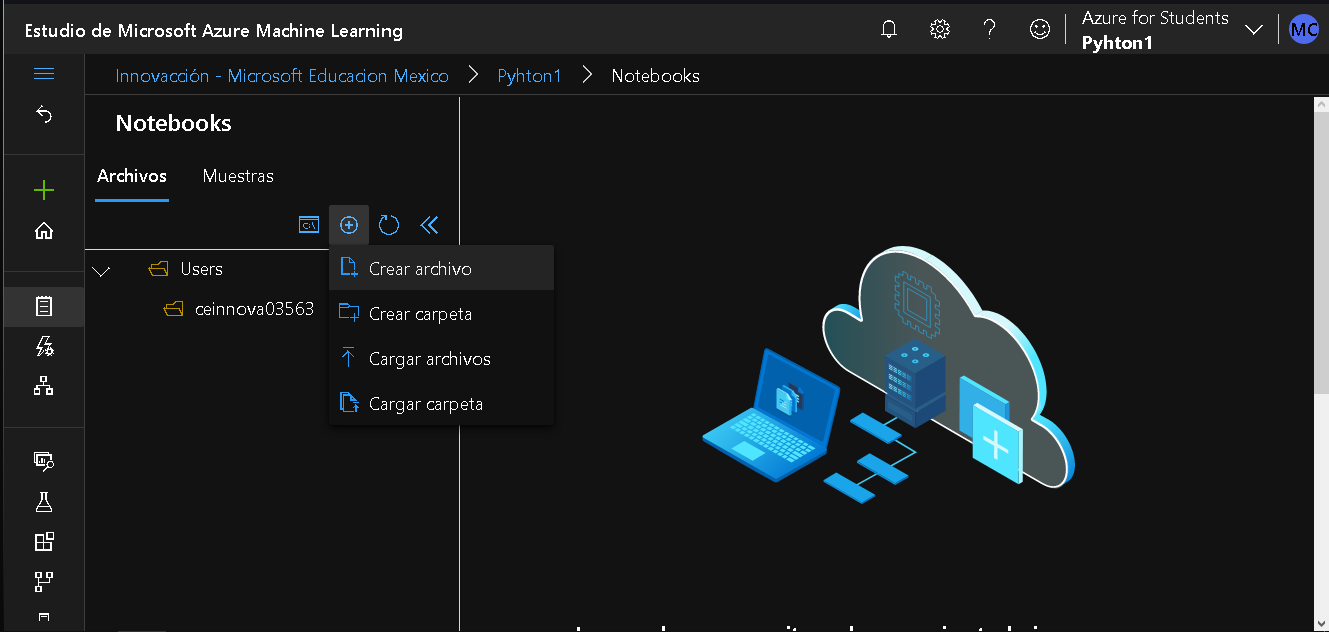 Estudio de Microsoft Azure Machine Learning
Azure for Students
Pyhton1
MC
Innovacción - Microsoft Educacion Mexico > Pyhton1 > Notebooks
Notebooks
Archivos Muestras
Users
ceinnova03563
Crear archivo
Crear carpeta
Cargar archivos
Cargar carpeta